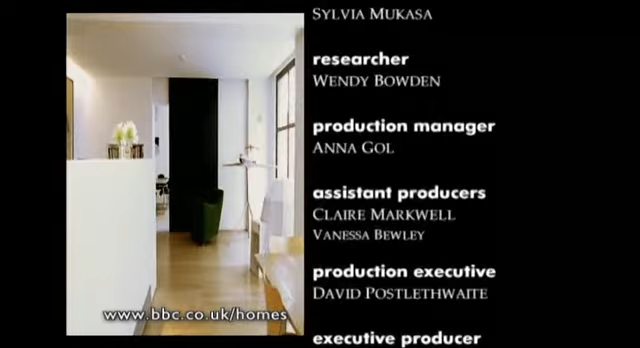 SYLVIA MUKASA
researcher
WENDY BOWDEN
production manager
ANNA GOL
assistant producers
CLAIRE MARKWELL
VANESSA BEWLEY
production executive
DAVID POSTLETHWAITE
executive producer
www.bbc.co.uk/homes